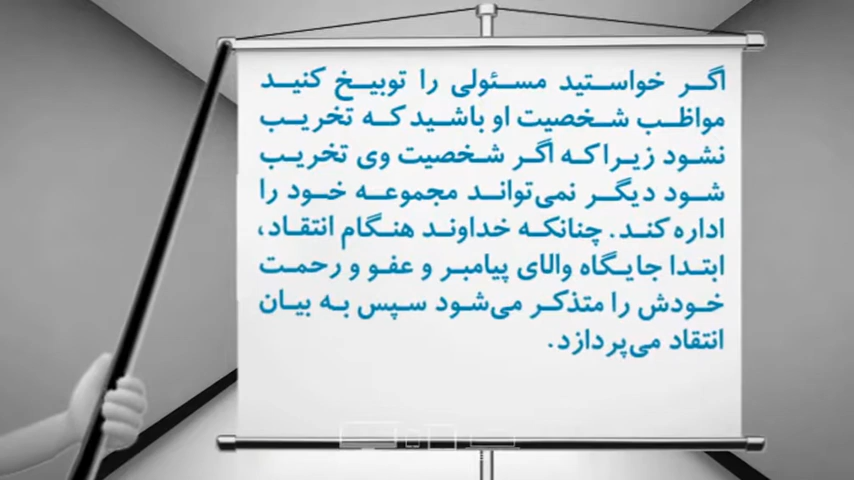 اگر خواستید مسئولی را توبیخ کنید
مواظب شخصیت او باشید که تخریب
نشود زیرا که اگر شخصیت وی تخریب
شود دیگر نمی‌تواند مجموعه خود را
اداره کند. چنانکه خداوند هنگام انتقاد،
ابتدا جایگاه والای پیامبر و عفو و رحمت
خودش را متذکر می‌شود سپس به بیان
انتقاد می‌پردازد.